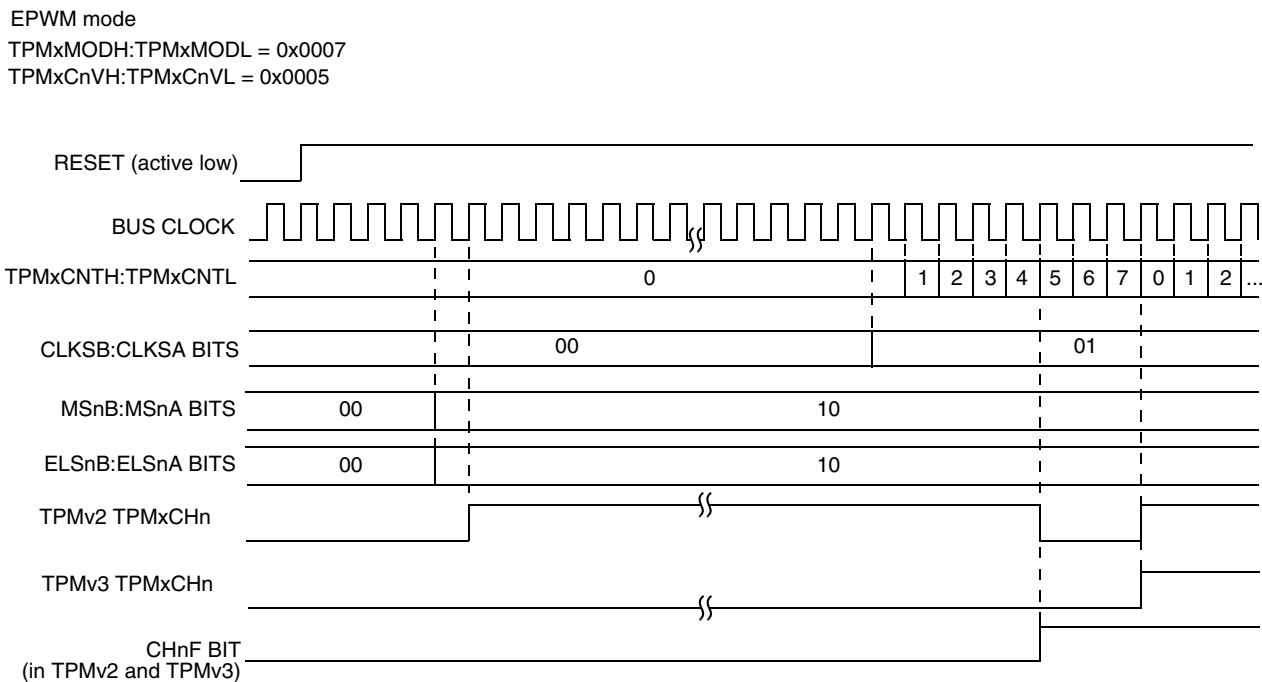 EPWM mode
TPMxMODH:TPMxMODL = 0x0007
TPMxCnVH:TPMxCnVL = 0x0005
RESET (active low)
BUS CLOCK
TPMxCNTH:TPMxCNTL 0 1 2 3 4 5 6 7 0 1 2 ...
CLKSB:CLKSA BITS 00 01
MSnB:MSnA BITS 00 10
ELSnB:ELSnA BITS 00 10
TPMv2 TPMxCHn
TPMv3 TPMxCHn
CHnF BIT
(in TPMv2 and TPMv3)